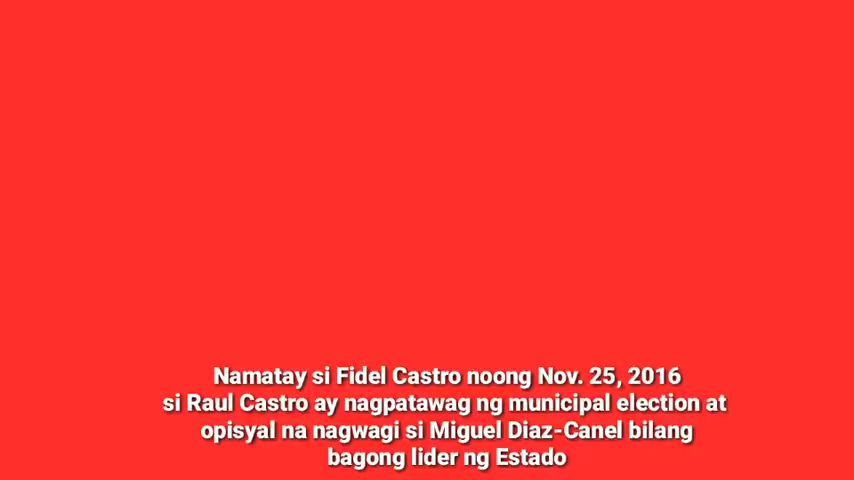 Namatay si Fidel Castro noong Nov. 25, 2016
si Raul Castro ay nagpatawag ng municipal election at
opisyal na nagwagi si Miguel Diaz-Canel bilang
bagong lider ng Estado